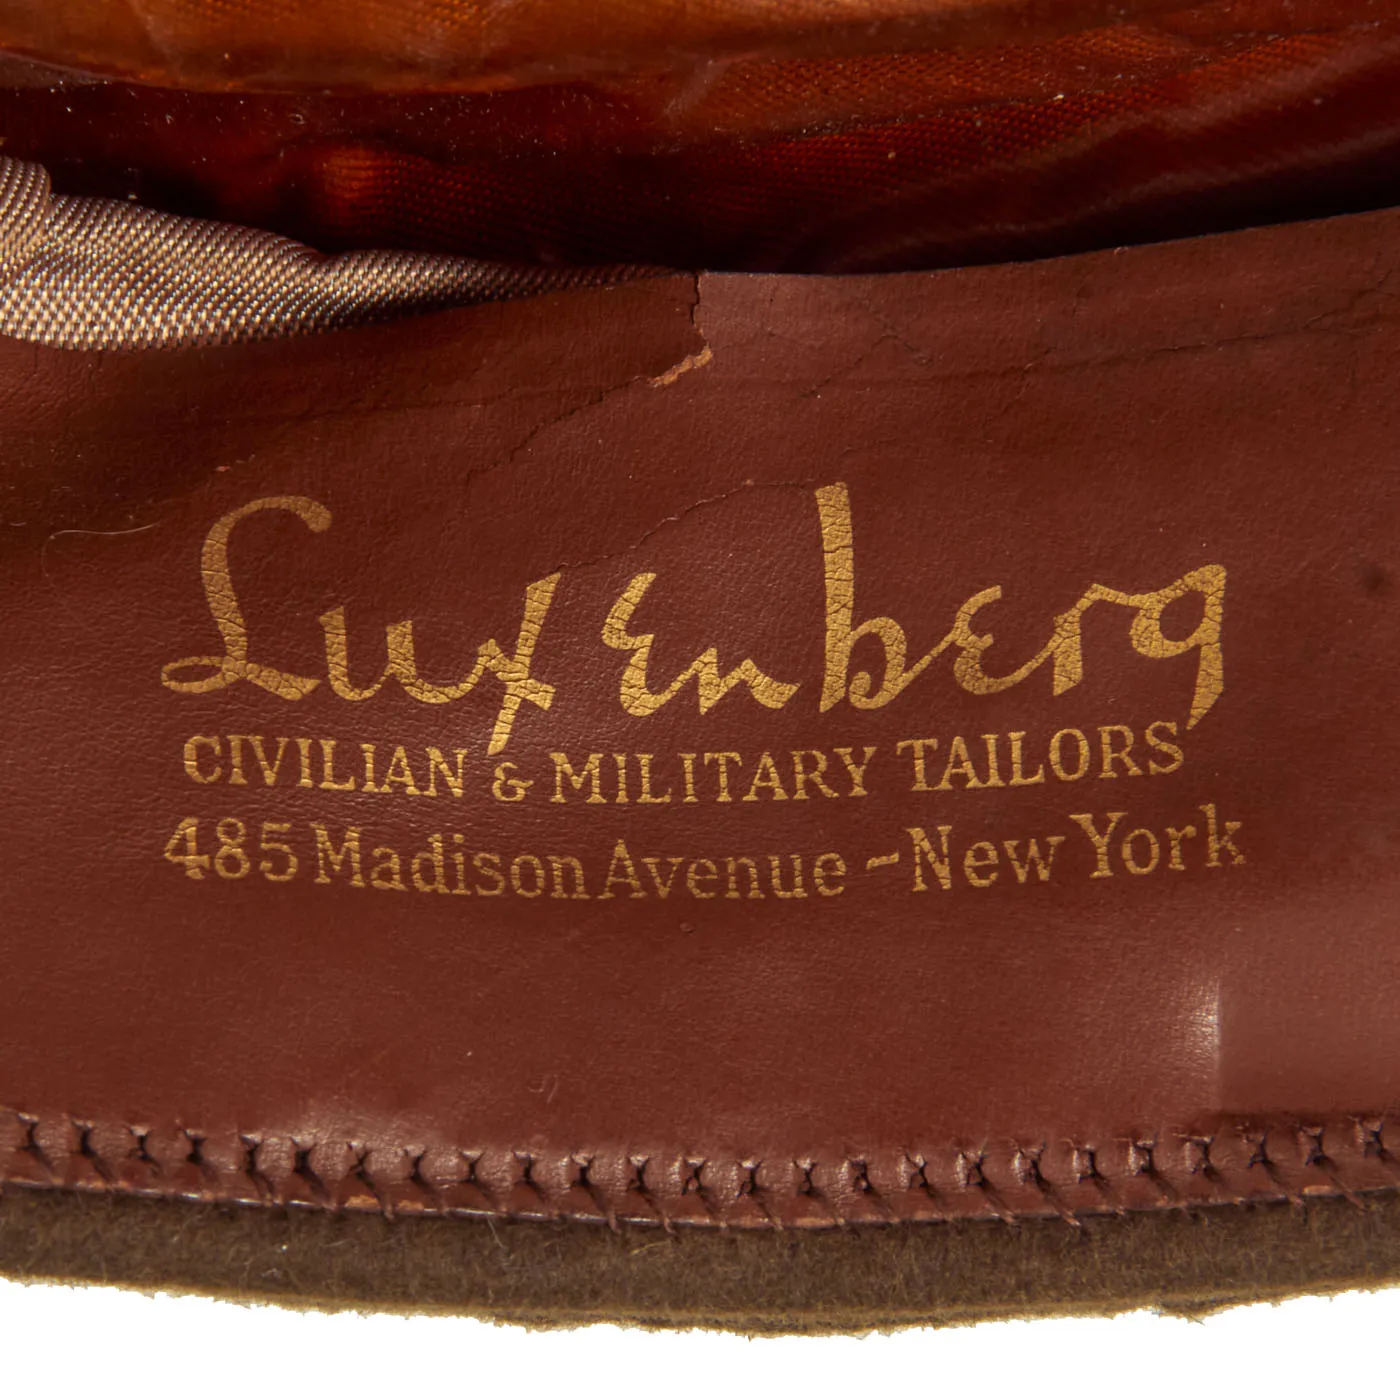 Luxenberg
CIVILIAN & MILITARY TAILORS
485 Madison Avenue - New York